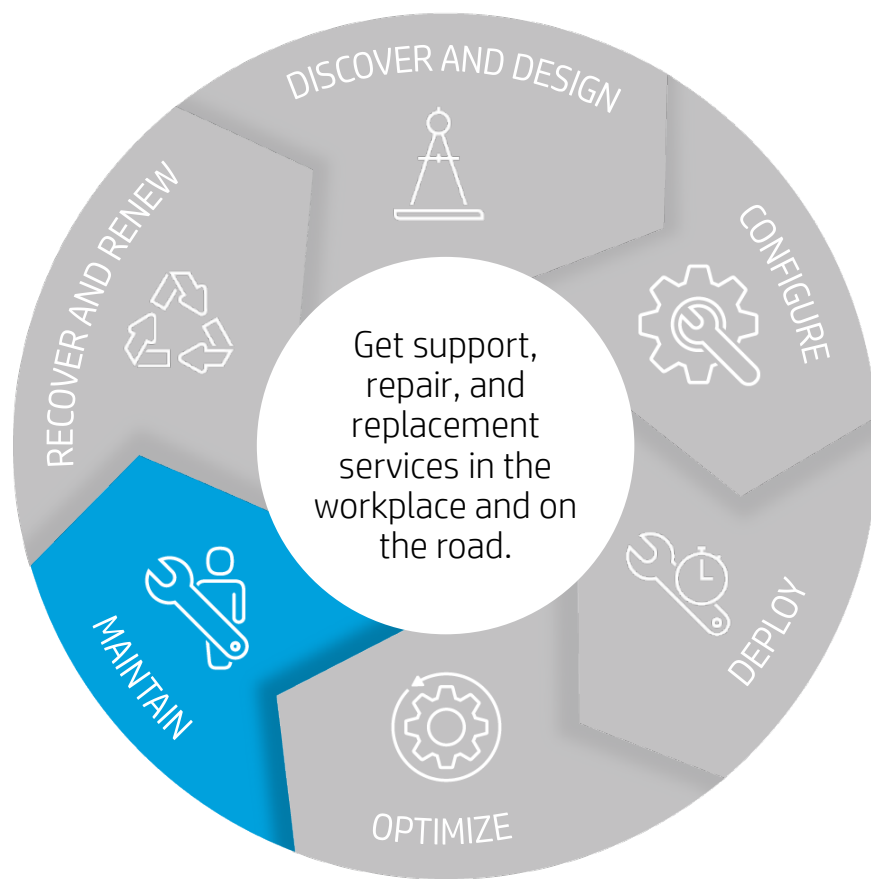 DISCOVER AND DESIGN
CONFIGURE
DEPLOY
OPTIMIZE
MAINTAIN
RECOVER AND RENEW
Get support,
repair, and
replacement
services in the
workplace and on
the road.